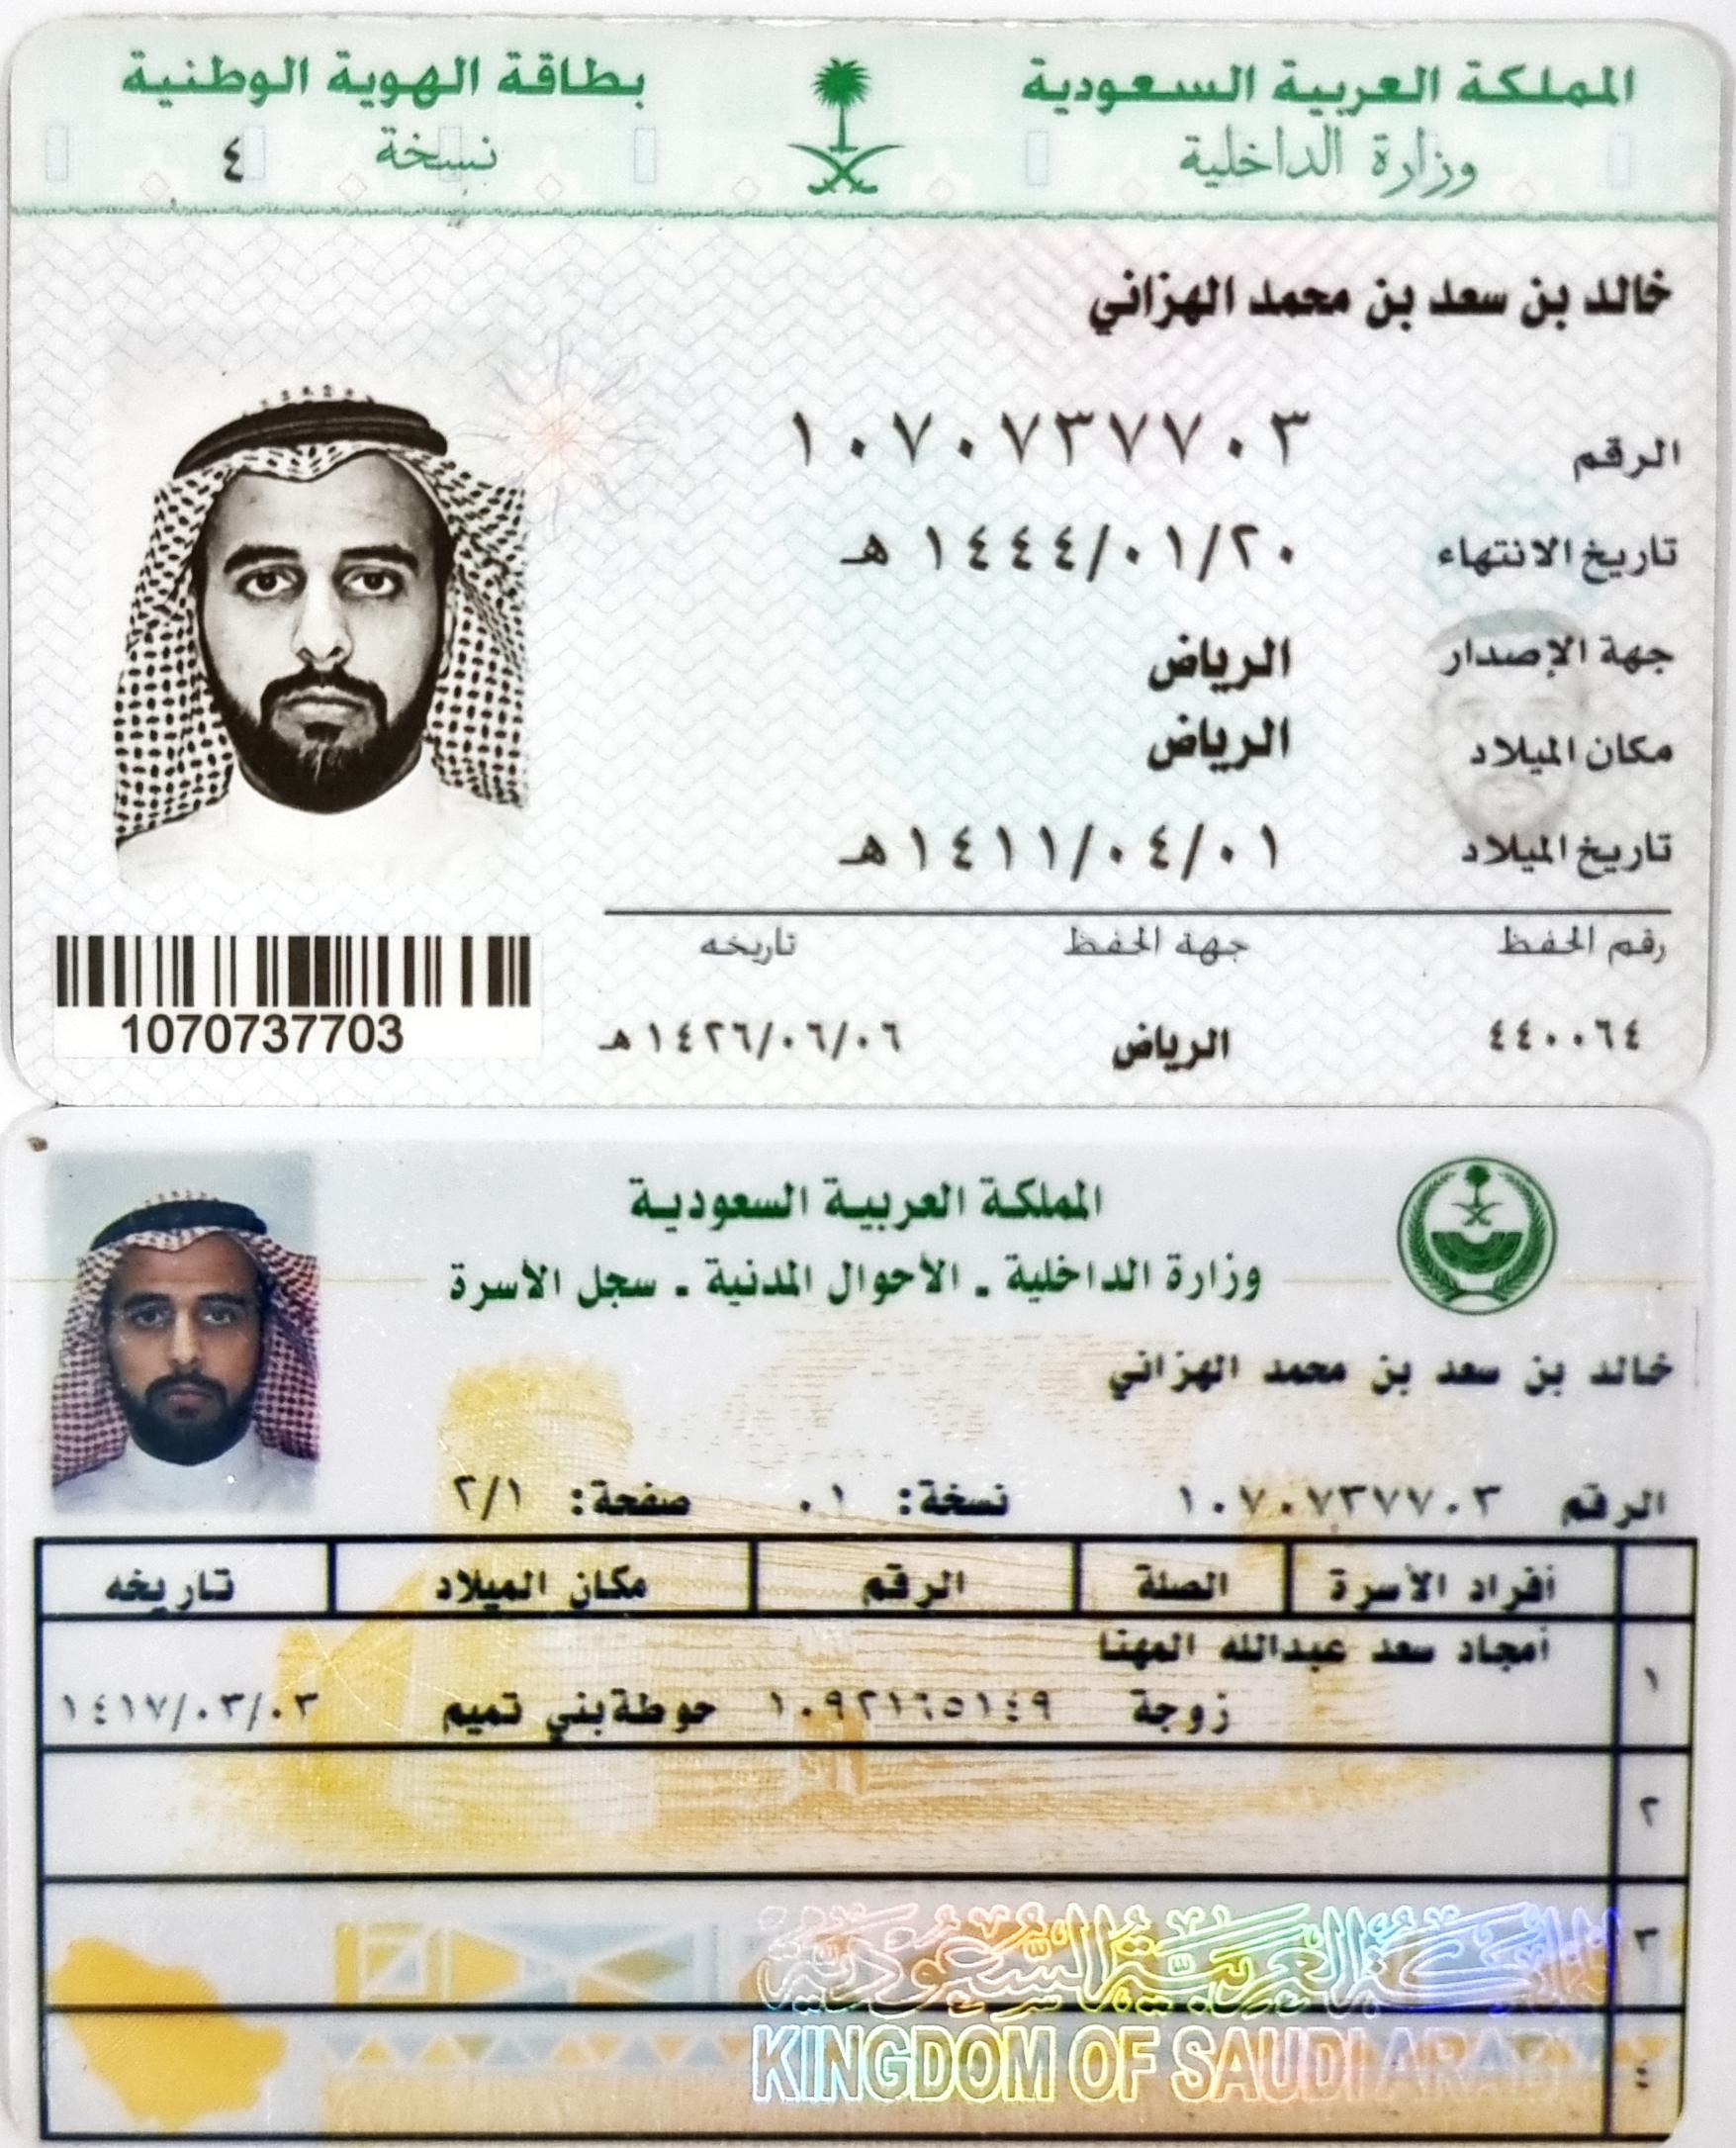 المملكة العربية السعودية
وزارة الداخلية
بطاقة الهوية الوطنية
نسخة ٤
خالد بن سعد بن محمد الهزاني
الرقم ١٠٧٠٧٣٧٧٠٣
تاريخ الانتهاء ١٤٤٤/٠١/٢٠ هـ
جهة الإصدار الرياض
مكان الميلاد الرياض
تاريخ الميلاد ١٤١١/٠٤/٠١ هـ
رقم الحفظ جهة الحفظ تاريخه
٤٤٠٠٦٤ الرياض ١٤٢٦/٠٦/٠٦ هـ
1070737703
المملكة العربية السعودية
وزارة الداخلية - الأحوال المدنية - سجل الأسرة
خالد بن سعد بن محمد الهزاني
الرقم ١٠٧٠٧٣٧٧٠٣ نسخة: ٠١ صفحة: ٢/١
أفراد الأسرة الصلة الرقم مكان الميلاد تاريخه
١ أمجاد سعد عبدالله المهنا
زوجة ١٠٩٢١٦٥١٤٩ حوطة بني تميم ١٤١٧/٠٣/٠٣
٢
٣
المملكة العربية السعودية
٤
KINGDOM OF SAUDI ARABIA